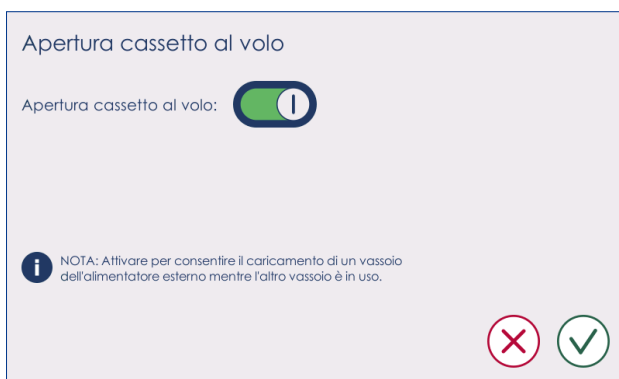 Apertura cassetto al volo
Apertura cassetto al volo:
NOTA: Attivare per consentire il caricamento di un vassoio
dell'alimentatore esterno mentre l'altro vassoio è in uso.